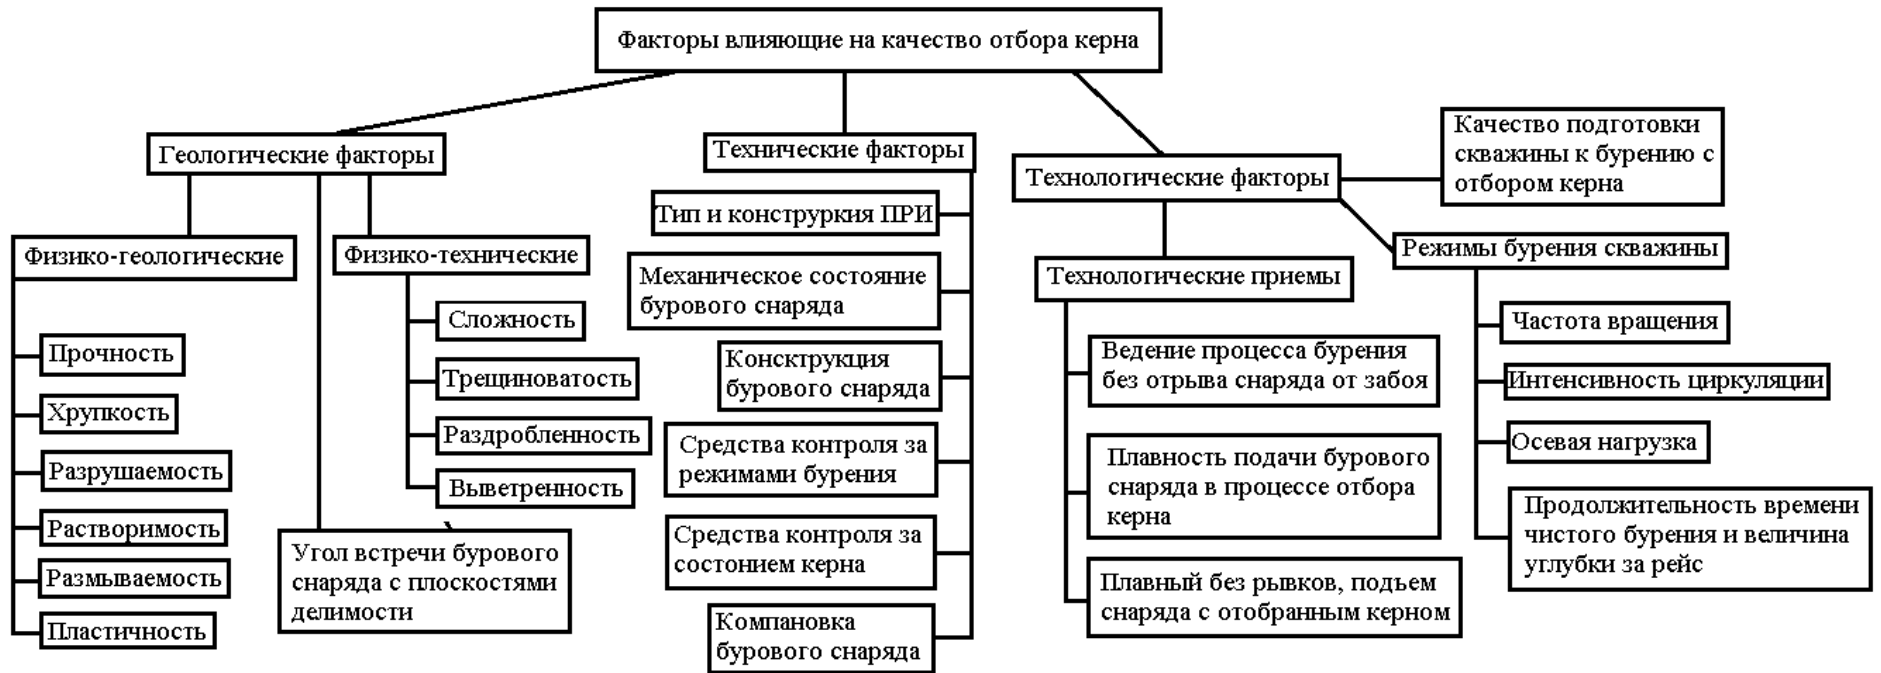 Факторы влияющие на качество отбора керна
Геологические факторы
Физико-геологические
Прочность
Хрупкость
Разрушаемость
Растворимость
Размываемость
Пластичность
Угол встречи бурового
снаряда с плоскостями
делимости
Физико-технические
Сложность
Трещиноватость
Раздробленность
Выветренность
Технические факторы
Тип и конструркия ПРИ
Механическое состояние
бурового снаряда
Консктрукция
бурового снаряда
Средства контроля за
режимами бурения
Средства контроля за
состонием керна
Компановка
бурового снаряда
Технологические факторы
Технологические приемы
Ведение процесса бурения
без отрыва снаряда от забоя
Плавность подачи бурового
снаряда в процессе отбора
керна
Плавный без рывков, подьем
снаряда с отобранным керном
Качество подготовки
скважины к бурению с
отбором керна
Режимы бурения скважины
Частота вращения
Интенсивность циркуляции
Осевая нагрузка
Продолжительность времени
чистого бурения и величина
углубки за рейс